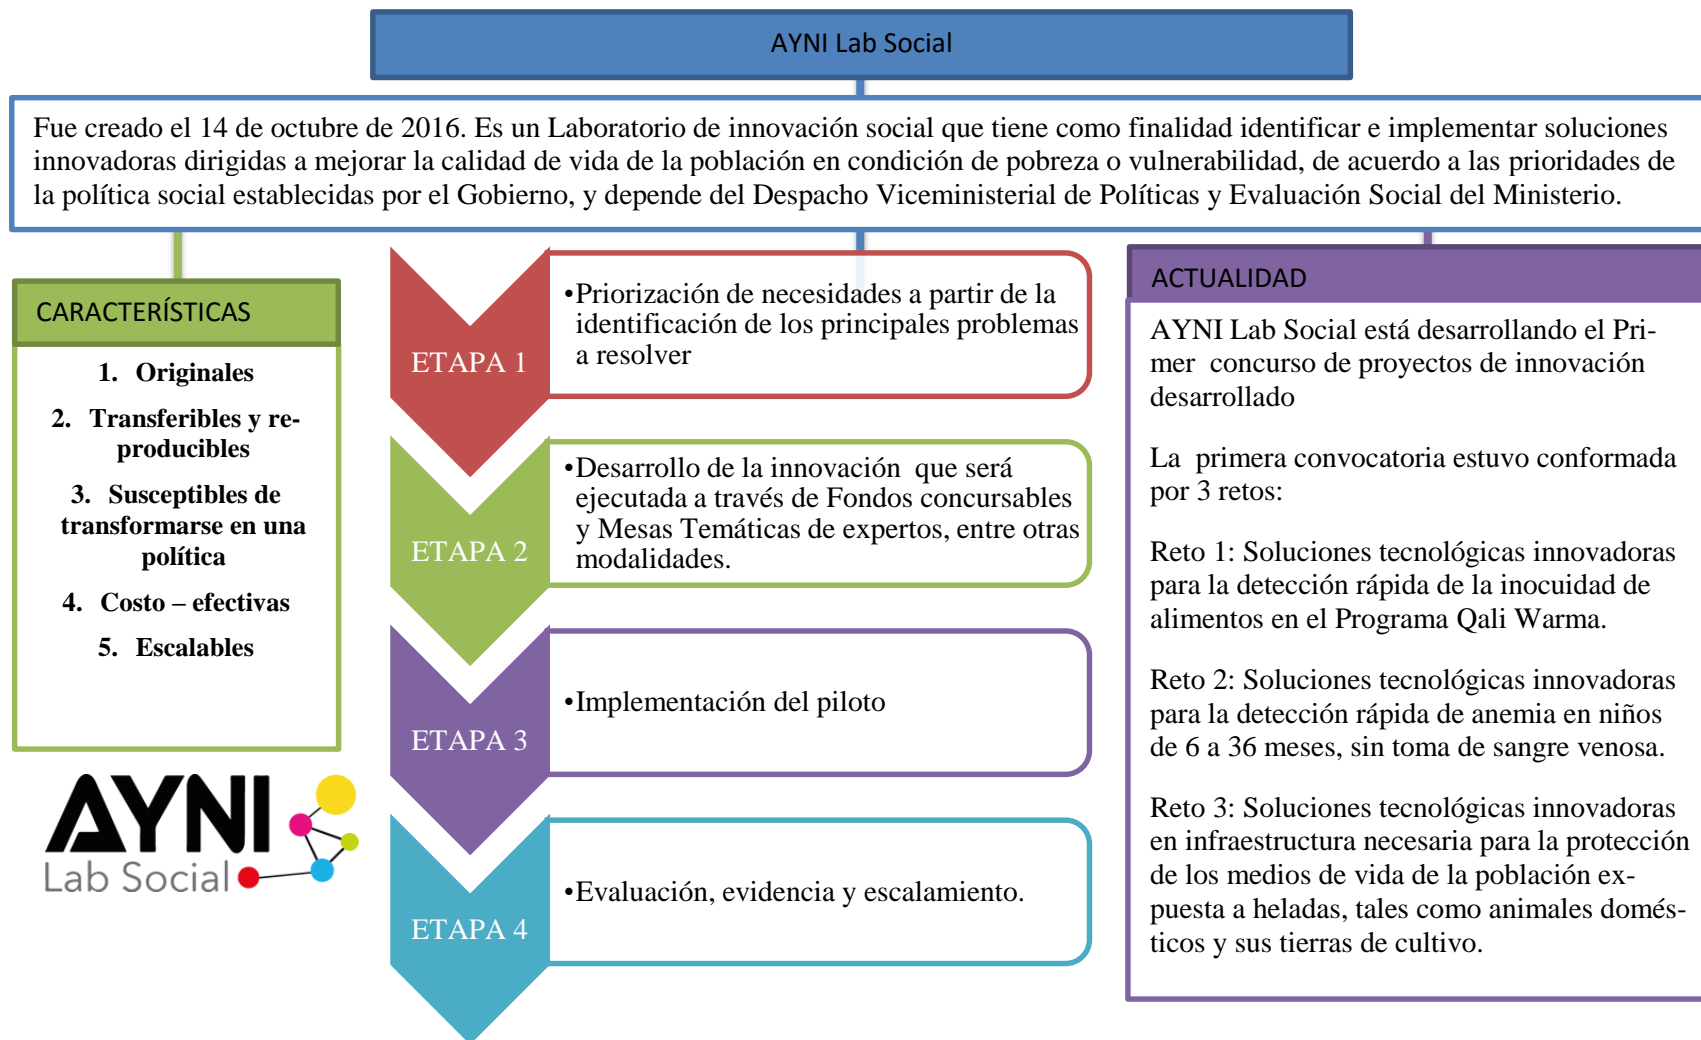 AYNI Lab Social
Fue creado el 14 de octubre de 2016. Es un Laboratorio de innovación social que tiene como finalidad identificar e implementar soluciones
innovadoras dirigidas a mejorar la calidad de vida de la población en condición de pobreza o vulnerabilidad, de acuerdo a las prioridades de
la política social establecidas por el Gobierno, y depende del Despacho Viceministerial de Políticas y Evaluación Social del Ministerio.
CARACTERÍSTICAS
1. Originales
2. Transferibles y re-
producibles
3. Susceptibles de
transformarse en una
política
4. Costo – efectivas
5. Escalables
AYNI
Lab Social
ETAPA 1
•Priorización de necesidades a partir de la
identificación de los principales problemas
a resolver
ETAPA 2
•Desarrollo de la innovación que será
ejecutada a través de Fondos concursables
y Mesas Temáticas de expertos, entre otras
modalidades.
ETAPA 3
•Implementación del piloto
ETAPA 4
•Evaluación, evidencia y escalamiento.
ACTUALIDAD
AYNI Lab Social está desarrollando el Pri-
mer concurso de proyectos de innovación
desarrollado
La primera convocatoria estuvo conformada
por 3 retos:
Reto 1: Soluciones tecnológicas innovadoras
para la detección rápida de la inocuidad de
alimentos en el Programa Qali Warma.
Reto 2: Soluciones tecnológicas innovadoras
para la detección rápida de anemia en niños
de 6 a 36 meses, sin toma de sangre venosa.
Reto 3: Soluciones tecnológicas innovadoras
en infraestructura necesaria para la protección
de los medios de vida de la población ex-
puesta a heladas, tales como animales domés-
ticos y sus tierras de cultivo.